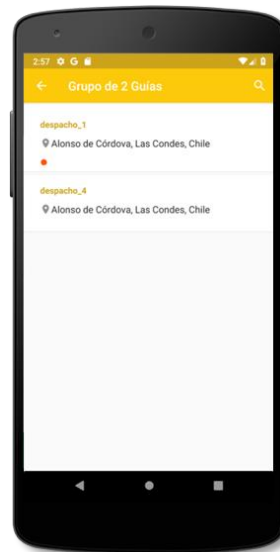 2:57
Grupo de 2 Guías
despacho_1
Alonso de Córdova, Las Condes, Chile
despacho_4
Alonso de Córdova, Las Condes, Chile